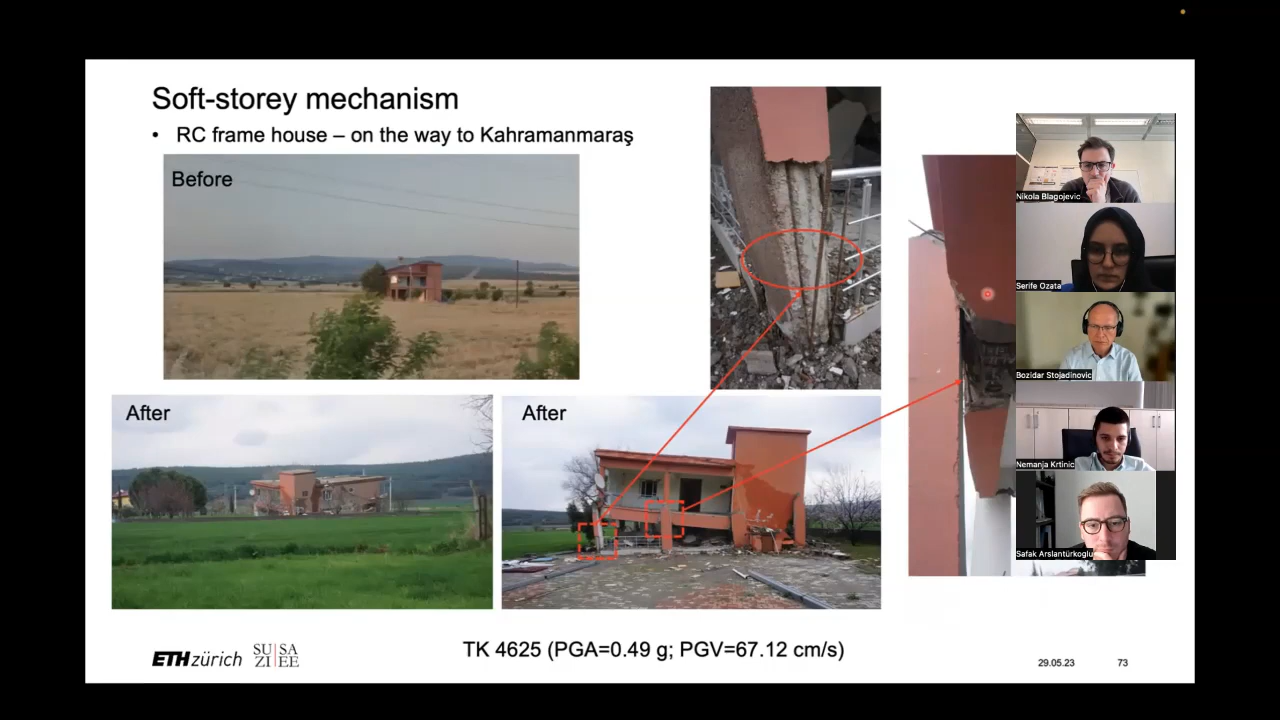 Soft-storey mechanism
• RC frame house – on the way to Kahramanmaraş
Before
After
After
Nikola Blagojevic
Serife Ozata
Bozidar Stojadinovic
Nemanja Krtinic
Safak Arslantürkoglu
ETH zürich
SU|SA
ZI|EE
TK 4625 (PGA=0.49 g; PGV=67.12 cm/s)
29.05.23
73